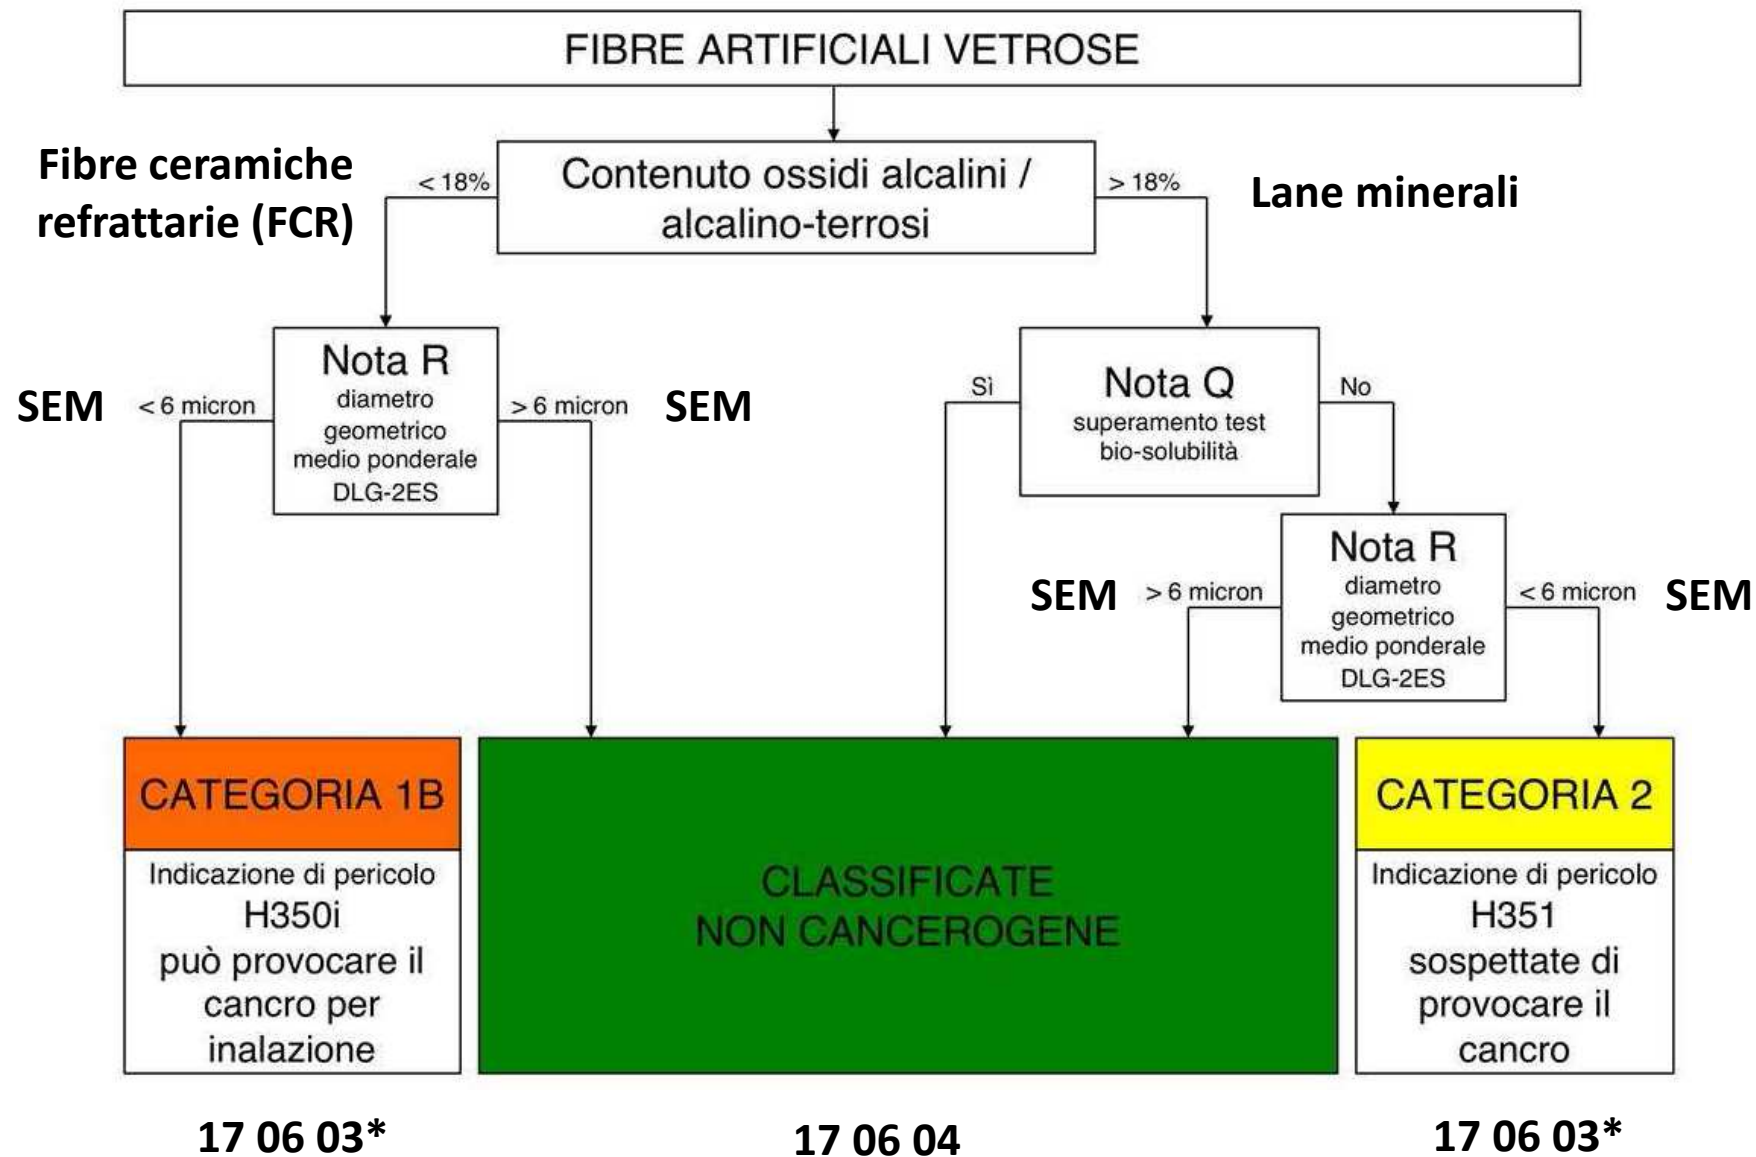 FIBRE ARTIFICIALI VETROSE
Fibre ceramiche
refrattarie (FCR)
< 18%
Contenuto ossidi alcalini /
alcalino-terrosi
> 18%
Lane minerali
SEM
< 6 micron
Nota R
diametro
geometrico
medio ponderale
DLG-2ES
> 6 micron
SEM
Sì
Nota Q
superamento test
bio-solubilità
No
SEM
> 6 micron
Nota R
diametro
geometrico
medio ponderale
DLG-2ES
< 6 micron
SEM
CATEGORIA 1B
Indicazione di pericolo
H350i
può provocare il
cancro per
inalazione
CLASSIFICATE
NON CANCEROGENE
CATEGORIA 2
Indicazione di pericolo
H351
sospettate di
provocare il
cancro
17 06 03*
17 06 04
17 06 03*